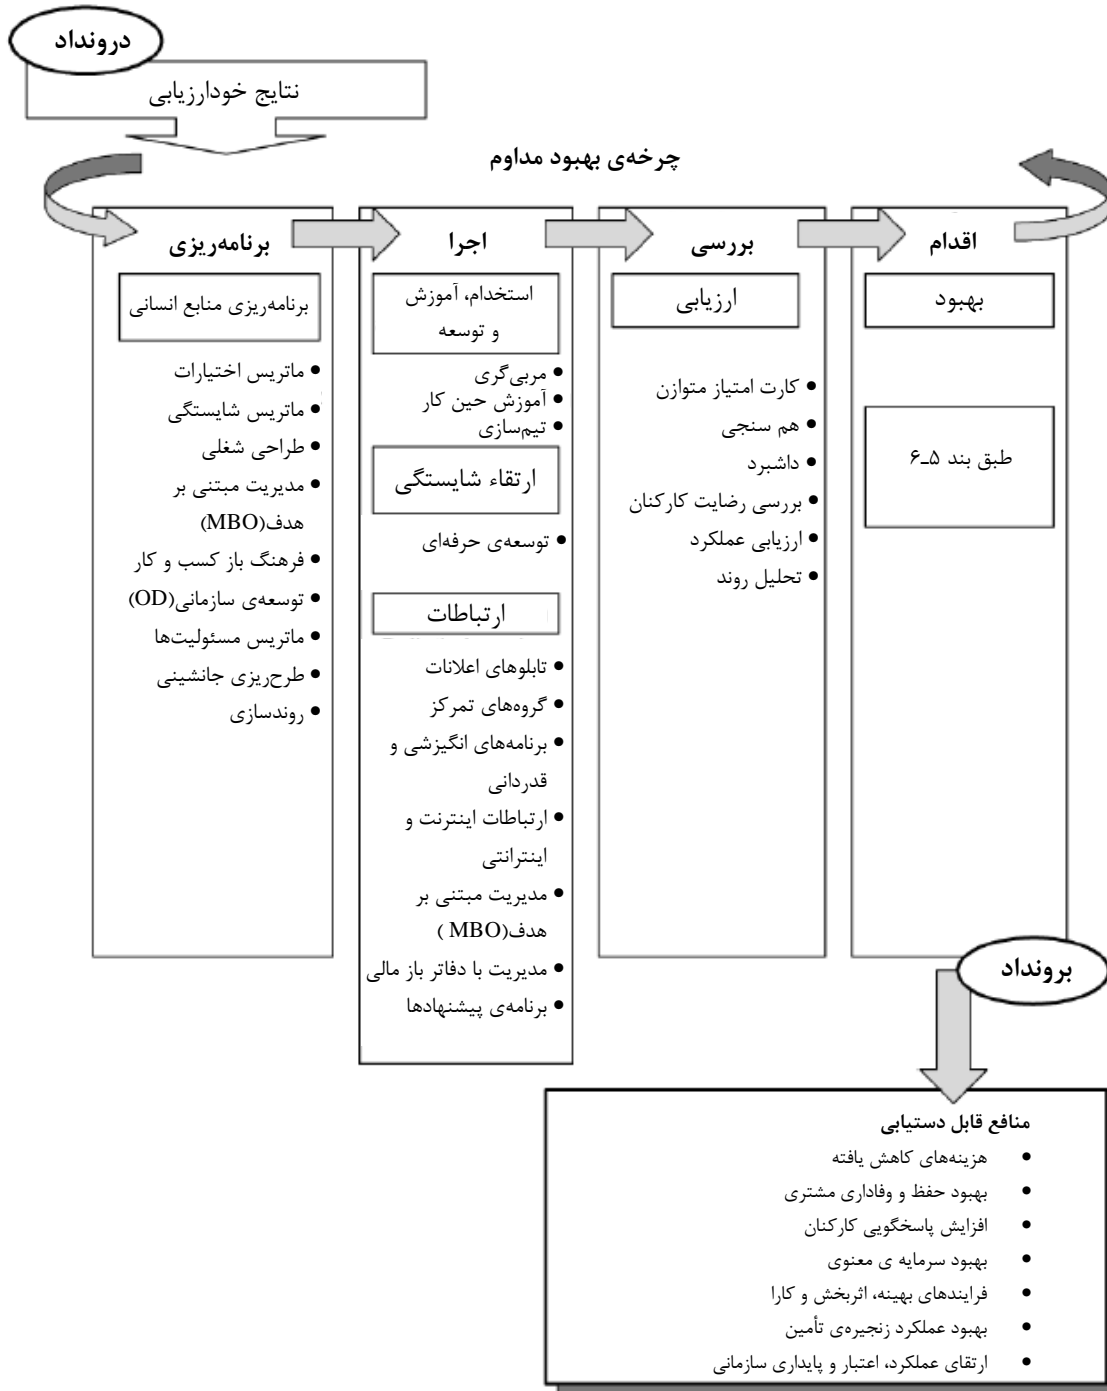 درونداد
نتایج خودارزیابی
چرخه‌ی بهبود مداوم
برنامه‌ریزی
برنامه‌ریزی منابع انسانی
• ماتریس اختیارات
• ماتریس شایستگی
• طراحی شغلی
• مدیریت مبتنی بر
هدف(MBO)
• فرهنگ باز کسب و کار
• توسعه‌ی سازمانی(OD)
• ماتریس مسئولیت‌ها
• طرح‌ریزی جانشینی
• روندسازی
اجرا
استخدام، آموزش
و توسعه
• مربی‌گری
• آموزش حین کار
• تیم‌سازی
ارتقاء شایستگی
• توسعه‌ی حرفه‌ای
ارتباطات
• تابلوهای اعلانات
• گروه‌های تمرکز
• برنامه‌های انگیزشی و
قدردانی
• ارتباطات اینترنت و
اینترانتی
• مدیریت مبتنی بر
هدف(MBO )
• مدیریت با دفاتر باز مالی
• برنامه‌ی پیشنهادها
بررسی
ارزیابی
• کارت امتیاز متوازن
• هم سنجی
• داشبرد
• بررسی رضایت کارکنان
• ارزیابی عملکرد
• تحلیل روند
اقدام
بهبود
طبق بند ۵ـ۶
برونداد
منافع قابل دستیابی
• هزینه‌های کاهش یافته
• بهبود حفظ و وفاداری مشتری
• افزایش پاسخگویی کارکنان
• بهبود سرمایه ی معنوی
• فرایندهای بهینه، اثربخش و کارا
• بهبود عملکرد زنجیره‌ی تأمین
• ارتقای عملکرد، اعتبار و پایداری سازمانی